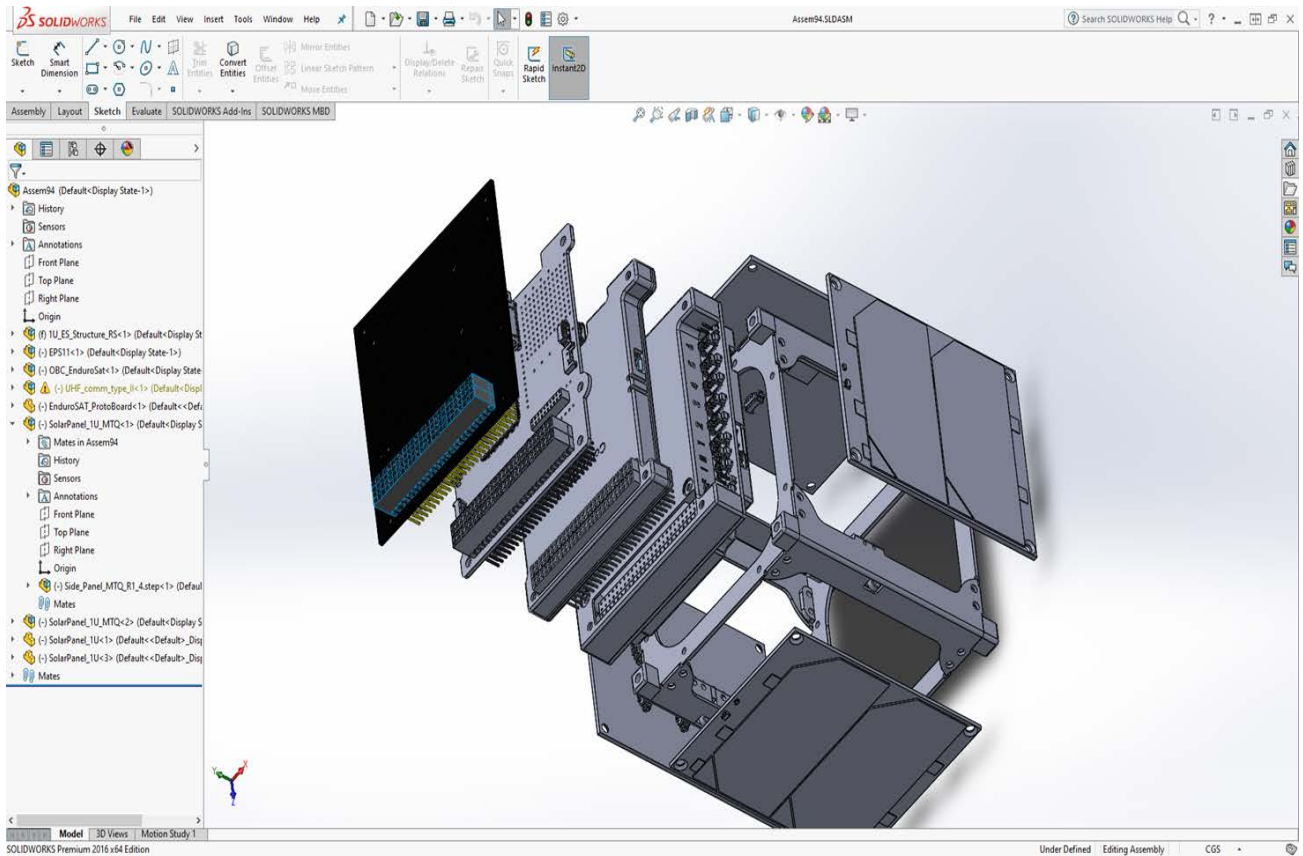 SOLIDWORKS File Edit View Insert Tools Window Help Assem94.SLDASM Search SOLIDWORKS Help
Sketch Smart Dimension Trim Entities Convert Entities Offset Entities Mirror Entities Linear Sketch Pattern Move Entities Display/Delete Relations Repair Sketch Quick Snaps Rapid Sketch Instant2D
Assembly Layout Sketch Evaluate SOLIDWORKS Add-Ins SOLIDWORKS MBD
Assem94 (Default<Display State-1>)
History
Sensors
Annotations
Front Plane
Top Plane
Right Plane
Origin
(f) 1U_ES_Structure_RS<1> (Default<Display St
(-) EPS11<1> (Default<Display State-1>)
(-) OBC_EnduroSat<1> (Default<Display State
(-) UHF_comm_type_II<1> (Default<Displ
(-) EnduroSAT_ProtoBoard<1> (Default<<Defa
(-) SolarPanel_1U_MTQ<1> (Default<Display S
Mates in Assem94
History
Sensors
Annotations
Front Plane
Top Plane
Right Plane
Origin
(-) Side_Panel_MTQ_R1_4.step<1> (Defaul
Mates
(-) SolarPanel_1U_MTQ<2> (Default<Display S
(-) SolarPanel_1U<1> (Default<<Default>_Disp
(-) SolarPanel_1U<3> (Default<<Default>_Disp
Mates
Y X Z
Model 3D Views Motion Study 1
SOLIDWORKS Premium 2016 x64 Edition Under Defined Editing Assembly CGS